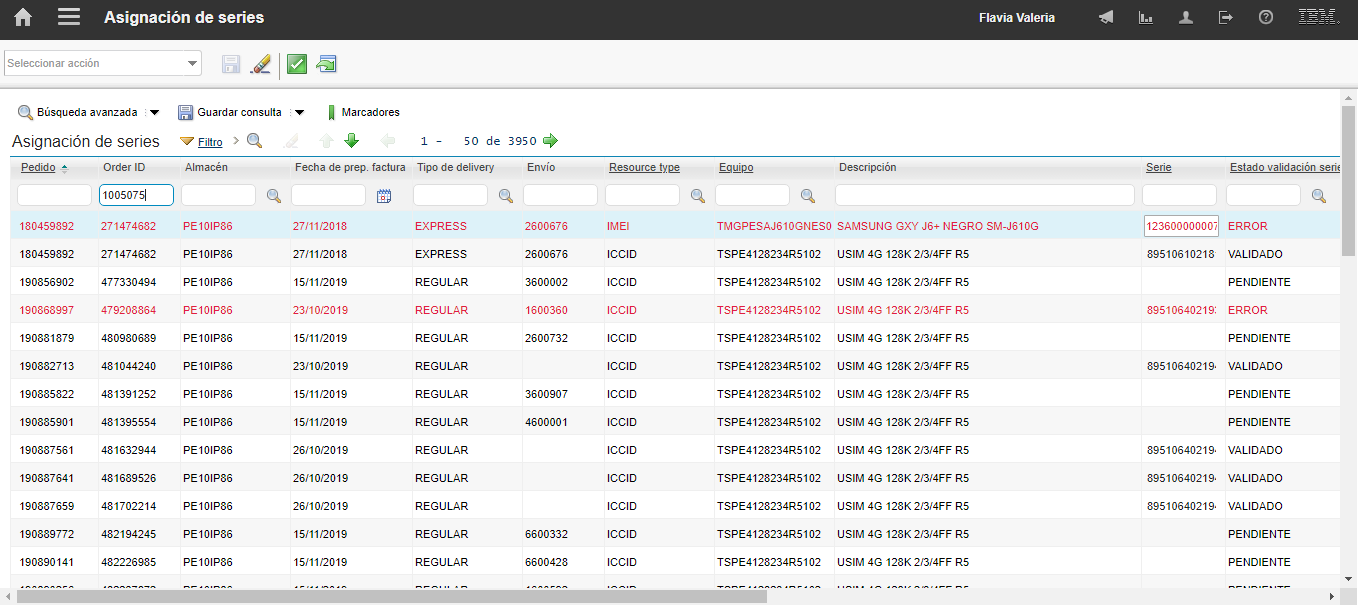 Asignación de series Flavia Valeria IBM
Seleccionar acción
Búsqueda avanzada Guardar consulta Marcadores
Asignación de series Filtro > 1 - 50 de 3950
Pedido Order ID Almacén Fecha de prep. factura Tipo de delivery Envío Resource type Equipo Descripción Serie Estado validación serie
1005075
180459892 271474682 PE10IP86 27/11/2018 EXPRESS 2600676 IMEI TMGPESAJ610GNES0 SAMSUNG GXY J6+ NEGRO SM-J610G 123600000007 ERROR
180459892 271474682 PE10IP86 27/11/2018 EXPRESS 2600676 ICCID TSPE4128234R5102 USIM 4G 128K 2/3/4FF R5 89510610218 VALIDADO
190856902 477330494 PE10IP86 15/11/2019 REGULAR 3600002 ICCID TSPE4128234R5102 USIM 4G 128K 2/3/4FF R5 PENDIENTE
190868997 479208864 PE10IP86 23/10/2019 REGULAR 1600360 ICCID TSPE4128234R5102 USIM 4G 128K 2/3/4FF R5 89510640219 ERROR
190881879 480980689 PE10IP86 15/11/2019 REGULAR 2600732 ICCID TSPE4128234R5102 USIM 4G 128K 2/3/4FF R5 PENDIENTE
190882713 481044240 PE10IP86 23/10/2019 REGULAR ICCID TSPE4128234R5102 USIM 4G 128K 2/3/4FF R5 89510640219 VALIDADO
190885822 481391252 PE10IP86 15/11/2019 REGULAR 3600907 ICCID TSPE4128234R5102 USIM 4G 128K 2/3/4FF R5 PENDIENTE
190885901 481395554 PE10IP86 15/11/2019 REGULAR 4600001 ICCID TSPE4128234R5102 USIM 4G 128K 2/3/4FF R5 PENDIENTE
190887561 481632944 PE10IP86 26/10/2019 REGULAR ICCID TSPE4128234R5102 USIM 4G 128K 2/3/4FF R5 89510640219 VALIDADO
190887641 481689526 PE10IP86 26/10/2019 REGULAR ICCID TSPE4128234R5102 USIM 4G 128K 2/3/4FF R5 89510640219 VALIDADO
190887659 481702214 PE10IP86 26/10/2019 REGULAR ICCID TSPE4128234R5102 USIM 4G 128K 2/3/4FF R5 89510640219 VALIDADO
190889772 482194245 PE10IP86 15/11/2019 REGULAR 6600332 ICCID TSPE4128234R5102 USIM 4G 128K 2/3/4FF R5 PENDIENTE
190890141 482226985 PE10IP86 15/11/2019 REGULAR 6600428 ICCID TSPE4128234R5102 USIM 4G 128K 2/3/4FF R5 PENDIENTE